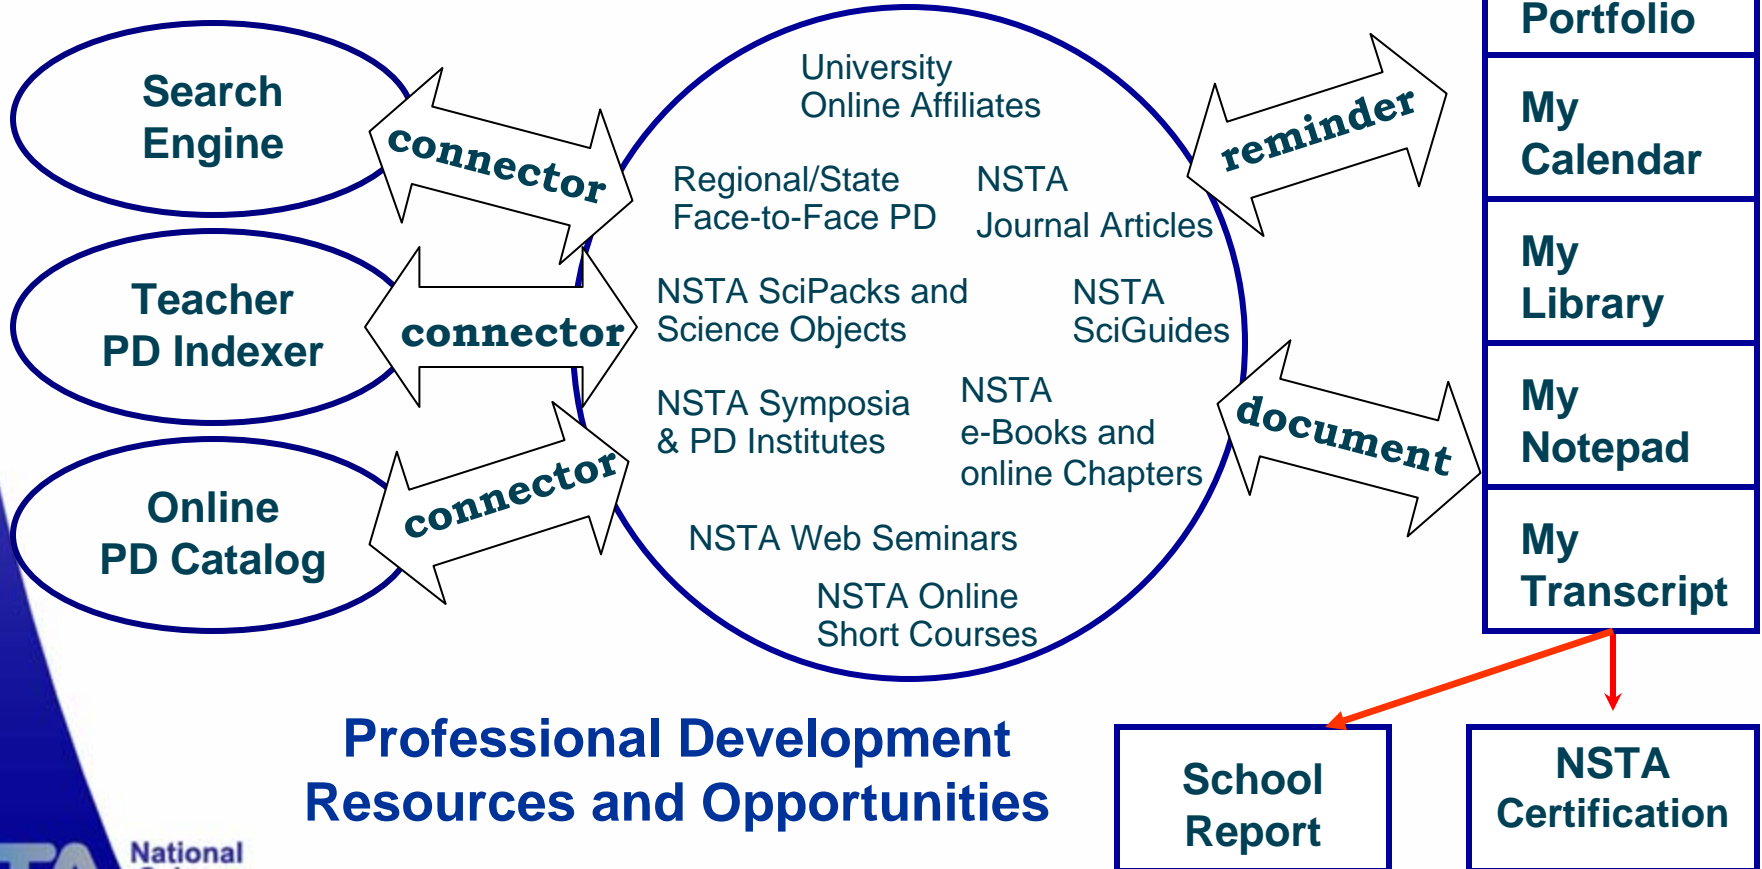 Search
Engine
Teacher
PD Indexer
Online
PD Catalog
connector
connector
connector
University
Online Affiliates
Regional/State
Face-to-Face PD
NSTA
Journal Articles
NSTA SciPacks and
Science Objects
NSTA
SciGuides
NSTA Symposia
& PD Institutes
NSTA
e-Books and
online Chapters
NSTA Web Seminars
NSTA Online
Short Courses
reminder
document
Portfolio
My
Calendar
My
Library
My
Notepad
My
Transcript
School
Report
NSTA
Certification
Professional Development
Resources and Opportunities
National